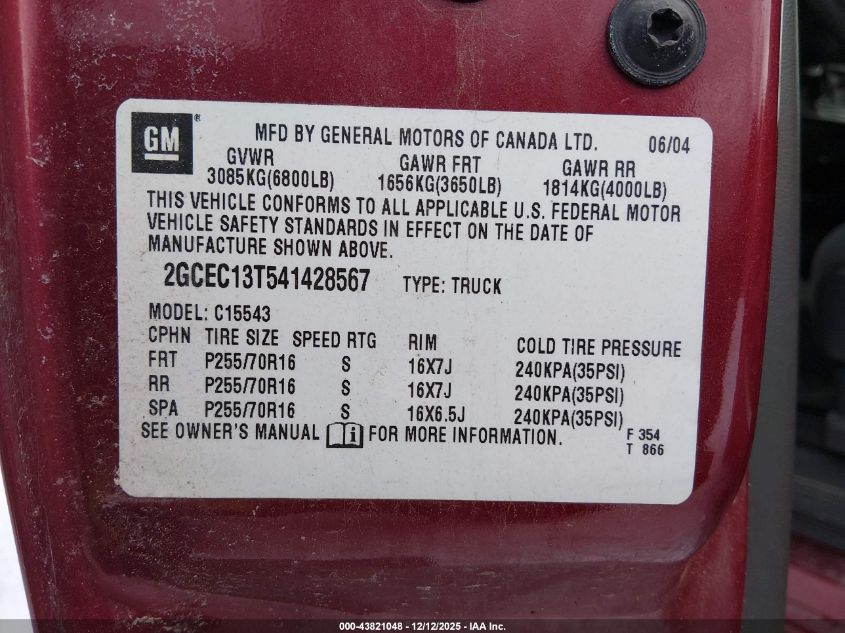 GM ® MFD BY GENERAL MOTORS OF CANADA LTD. 06/04
GVWR GAWR FRT GAWR RR
3085KG(6800LB) 1656KG(3650LB) 1814KG(4000LB)
THIS VEHICLE CONFORMS TO ALL APPLICABLE U.S. FEDERAL MOTOR
VEHICLE SAFETY STANDARDS IN EFFECT ON THE DATE OF
MANUFACTURE SHOWN ABOVE.
2GCEC13T541428567 TYPE: TRUCK
MODEL: C15543
CPHN TIRE SIZE SPEED RTG RIM COLD TIRE PRESSURE
FRT P255/70R16 S 16X7J 240KPA(35PSI)
RR P255/70R16 S 16X7J 240KPA(35PSI)
SPA P255/70R16 S 16X6.5J 240KPA(35PSI)
SEE OWNER'S MANUAL i FOR MORE INFORMATION.
F 354
T 866
000-43821048 - 12/12/2025 - IAA Inc.